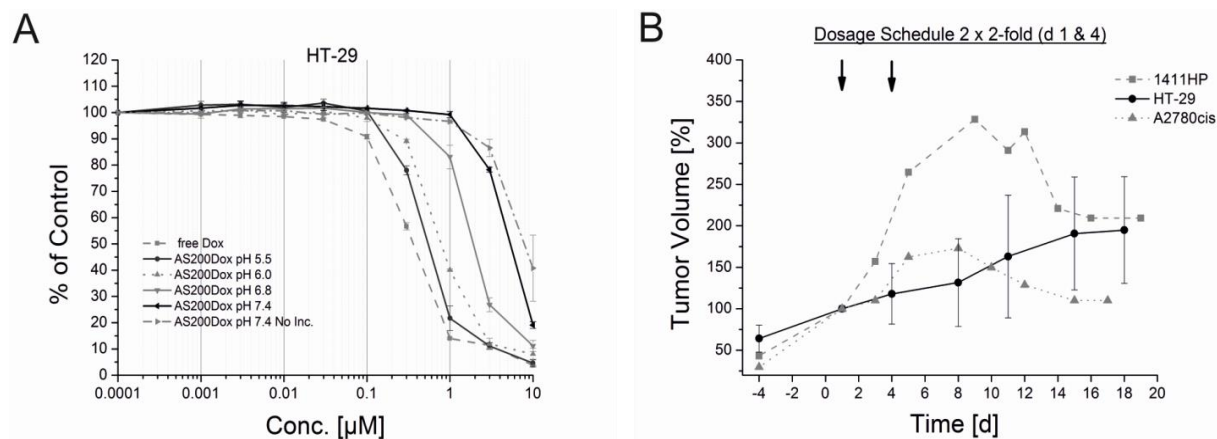 A
HT-29
% of Control
120
110
100
90
80
70
60
50
40
30
20
10
0
free Dox
AS200Dox pH 5.5
AS200Dox pH 6.0
AS200Dox pH 6.8
AS200Dox pH 7.4
AS200Dox pH 7.4 No Inc.
0.0001 0.001 0.01 0.1 1 10
Conc. [µM]
B
Dosage Schedule 2 x 2-fold (d 1 & 4)
1411HP
HT-29
A2780cis
Tumor Volume [%]
400
350
300
250
200
150
100
50
-4 -2 0 2 4 6 8 10 12 14 16 18 20
Time [d]